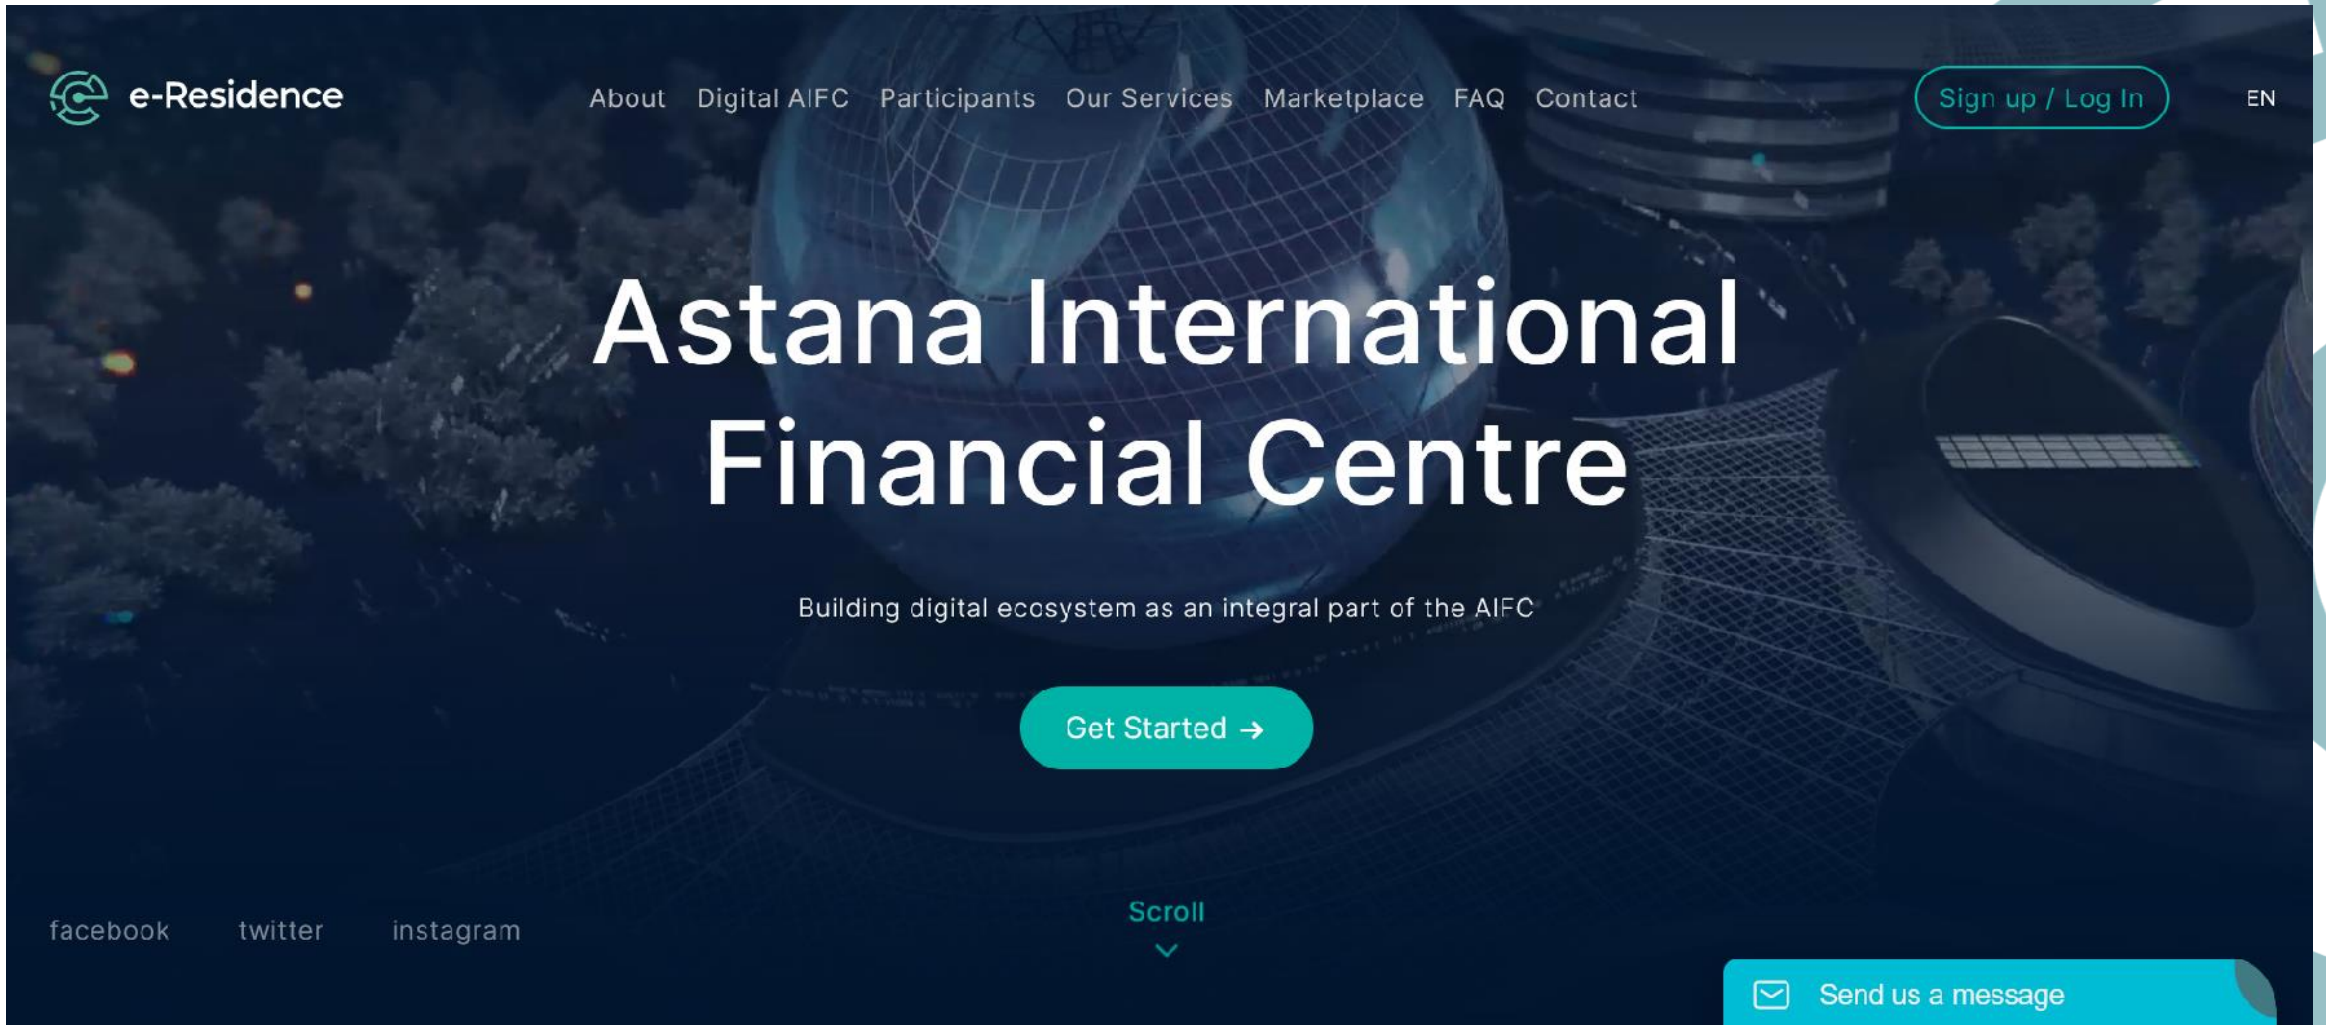 e-Residence
About Digital AIFC Participants Our Services Marketplace FAQ Contact
Sign up / Log In
EN
Astana International
Financial Centre
Building digital ecosystem as an integral part of the AIFC
Get Started →
Scroll
facebook twitter instagram
Send us a message